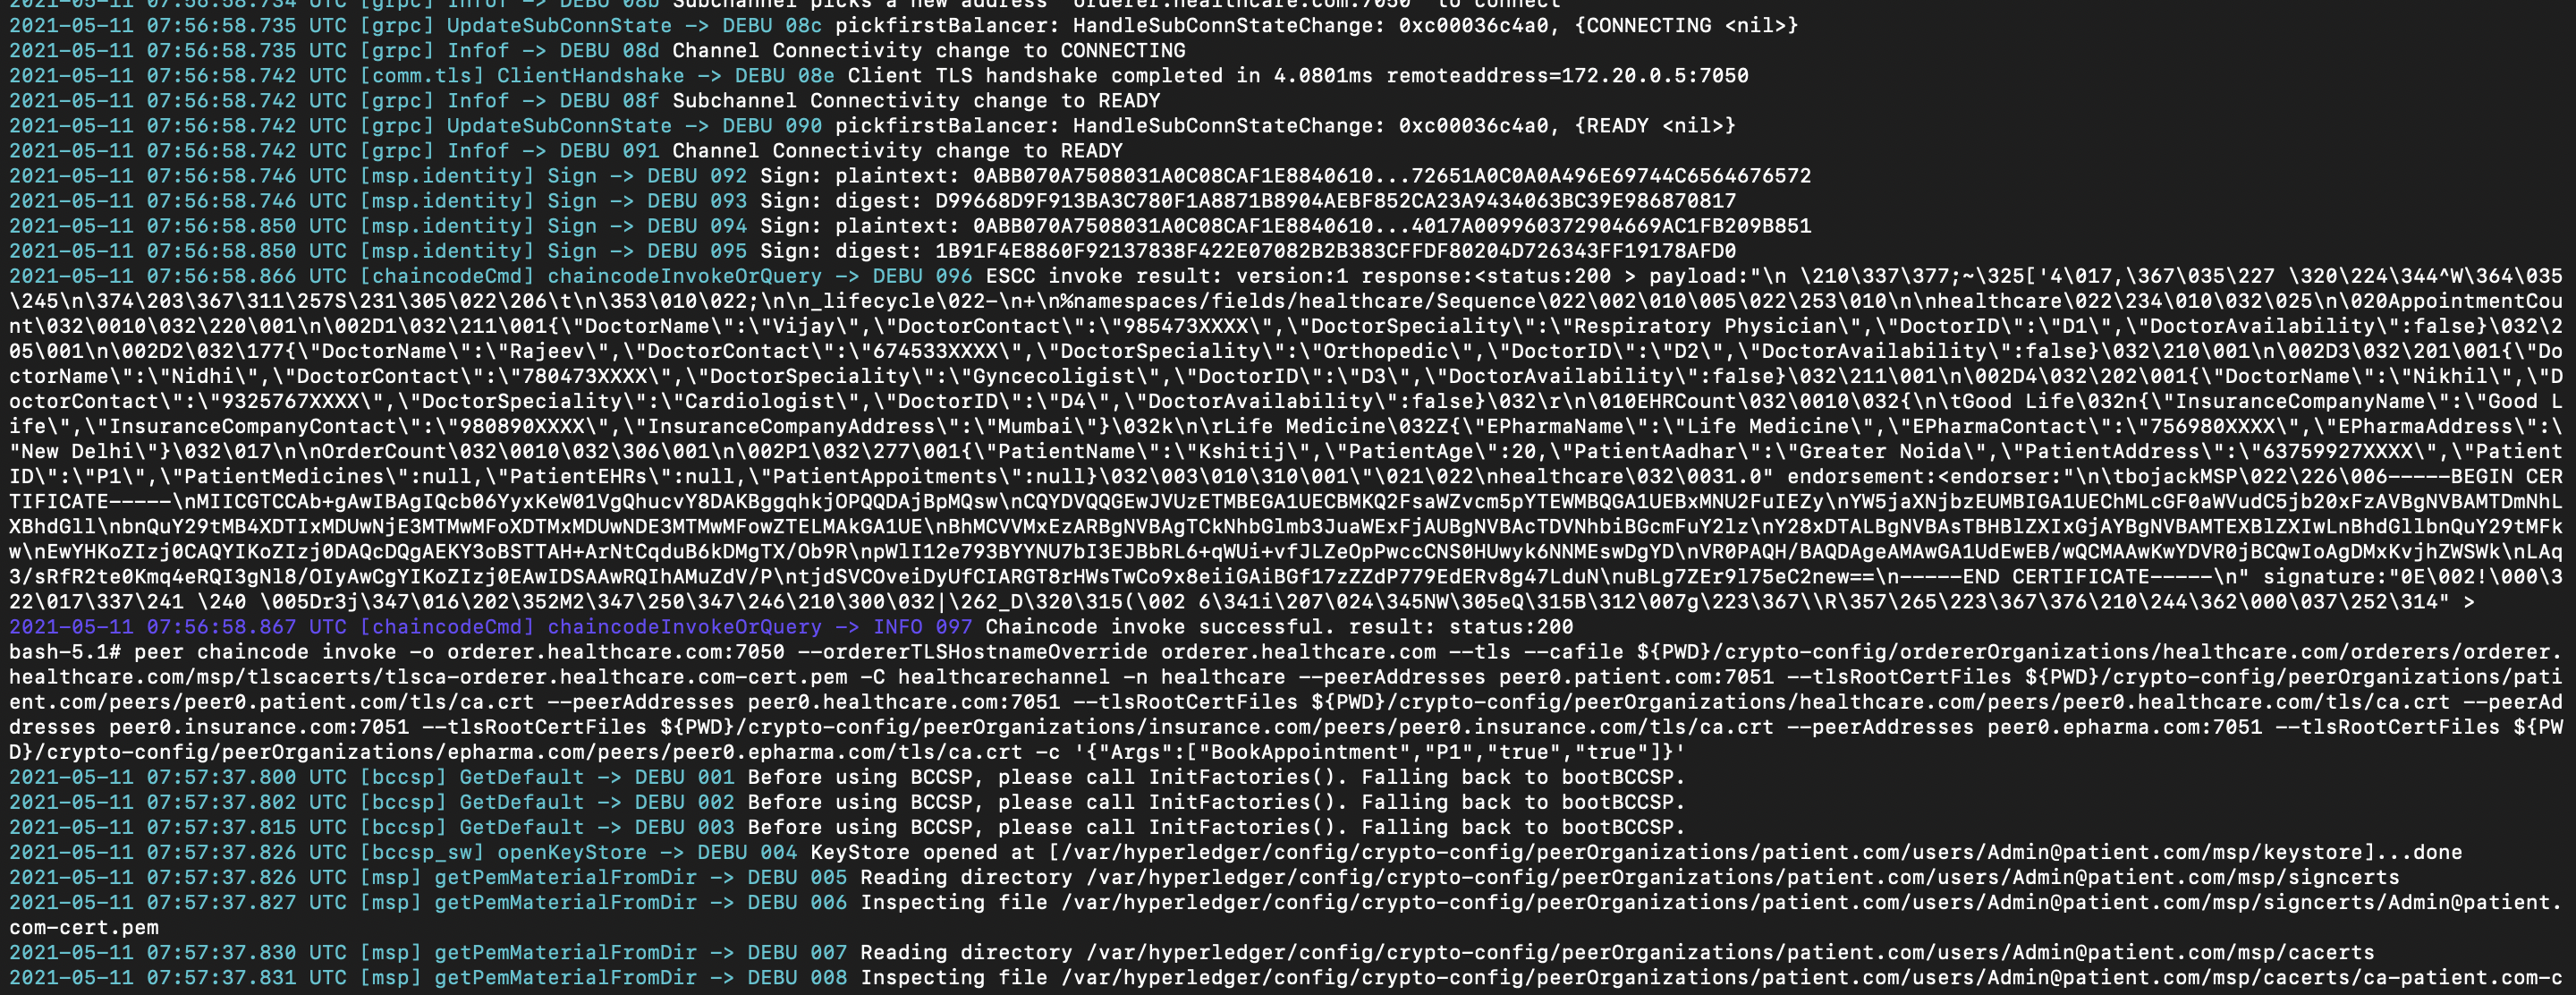 2021-05-11 07:56:58.734 UTC [grpc] Infof -> DEBU 08b Subchannel picks a new address "orderer.healthcare.com:7050" to connect
2021-05-11 07:56:58.735 UTC [grpc] UpdateSubConnState -> DEBU 08c pickfirstBalancer: HandleSubConnStateChange: 0xc00036c4a0, {CONNECTING <nil>}
2021-05-11 07:56:58.735 UTC [grpc] Infof -> DEBU 08d Channel Connectivity change to CONNECTING
2021-05-11 07:56:58.742 UTC [comm.tls] ClientHandshake -> DEBU 08e Client TLS handshake completed in 4.0801ms remoteaddress=172.20.0.5:7050
2021-05-11 07:56:58.742 UTC [grpc] Infof -> DEBU 08f Subchannel Connectivity change to READY
2021-05-11 07:56:58.742 UTC [grpc] UpdateSubConnState -> DEBU 090 pickfirstBalancer: HandleSubConnStateChange: 0xc00036c4a0, {READY <nil>}
2021-05-11 07:56:58.742 UTC [grpc] Infof -> DEBU 091 Channel Connectivity change to READY
2021-05-11 07:56:58.746 UTC [msp.identity] Sign -> DEBU 092 Sign: plaintext: 0ABB070A7508031A0C08CAF1E8840610...72651A0C0A0A496E69744C6564676572
2021-05-11 07:56:58.746 UTC [msp.identity] Sign -> DEBU 093 Sign: digest: D99668D9F913BA3C780F1A8871B8904AEBF852CA23A9434063BC39E986870817
2021-05-11 07:56:58.850 UTC [msp.identity] Sign -> DEBU 094 Sign: plaintext: 0ABB070A7508031A0C08CAF1E8840610...4017A009960372904669AC1FB209B851
2021-05-11 07:56:58.850 UTC [msp.identity] Sign -> DEBU 095 Sign: digest: 1B91F4E8860F92137838F422E07082B2B383CFFDF80204D726343FF19178AFD0
2021-05-11 07:56:58.866 UTC [chaincodeCmd] chaincodeInvokeOrQuery -> DEBU 096 ESCC invoke result: version:1 response:<status:200 > payload:"\n \210\337\377;~\325['4\017,\367\035\227 \320\224\344^W\364\035
\245\n\374\203\367\311\257S\231\305\022\206\t\n\353\010\022;\n\n_lifecycle\022-\n+\n%namespaces/fields/healthcare/Sequence\022\002\010\005\022\253\010\n\nhealthcare\022\234\010\032\025\n\020AppointmentCou
nt\032\0010\032\220\001\n\002D1\032\211\001{\"DoctorName\":\"Vijay\",\"DoctorContact\":\"985473XXXX\",\"DoctorSpeciality\":\"Respiratory Physician\",\"DoctorID\":\"D1\",\"DoctorAvailability\":false}\032\2
05\001\n\002D2\032\177{\"DoctorName\":\"Rajeev\",\"DoctorContact\":\"674533XXXX\",\"DoctorSpeciality\":\"Orthopedic\",\"DoctorID\":\"D2\",\"DoctorAvailability\":false}\032\210\001\n\002D3\032\201\001{\"Do
ctorName\":\"Nidhi\",\"DoctorContact\":\"780473XXXX\",\"DoctorSpeciality\":\"Gyncecoligist\",\"DoctorID\":\"D3\",\"DoctorAvailability\":false}\032\211\001\n\002D4\032\202\001{\"DoctorName\":\"Nikhil\",\"D
octorContact\":\"9325767XXXX\",\"DoctorSpeciality\":\"Cardiologist\",\"DoctorID\":\"D4\",\"DoctorAvailability\":false}\032\r\n\010EHRCount\032\0010\032{\n\tGood Life\032n{\"InsuranceCompanyName\":\"Good L
ife\",\"InsuranceCompanyContact\":\"980890XXXX\",\"InsuranceCompanyAddress\":\"Mumbai\"}\032k\n\rLife Medicine\032Z{\"EPharmaName\":\"Life Medicine\",\"EPharmaContact\":\"756980XXXX\",\"EPharmaAddress\":\
"New Delhi\"}\032\017\n\nOrderCount\032\0010\032\306\001\n\002P1\032\277\001{\"PatientName\":\"Kshitij\",\"PatientAge\":20,\"PatientAadhar\":\"Greater Noida\",\"PatientAddress\":\"63759927XXXX\",\"Patient
ID\":\"P1\",\"PatientMedicines\":null,\"PatientEHRs\":null,\"PatientAppoitments\":null}\032\003\010\310\001\"\021\022\nhealthcare\032\0031.0" endorsement:<endorser:"\n\tbojackMSP\022\226\006-----BEGIN CER
TIFICATE-----\nMIICGTCCAb+gAwIBAgIQcb06YyxKeW01VgQhucvY8DAKBggqhkjOPQQDAjBpMQsw\nCQYDVQQGEwJVUzETMBEGA1UECBMKQ2FsaWZvcm5pYTEWMBQGA1UEBxMNU2FuIEZy\nYW5jaXNjbzEUMBIGA1UEChMLcGF0aWVudC5jb20xFzAVBgNVBAMTDmNhL
XBhdGll\nbnQuY29tMB4XDTIxMDUwNjE3MTMwMFoXDTMxMDUwNDE3MTMwMFowZTELMAkGA1UE\nBhMCVVMxEzARBgNVBAgTCkNhbGlmb3JuaWExFjAUBgNVBAcTDVNhbiBGcmFuY2lz\nY28xDTALBgNVBAsTBHBlZXIxGjAYBgNVBAMTEXBlZXIwLnBhdGllbnQuY29tMFk
w\nEwYHKoZIzj0CAQYIKoZIzj0DAQcDQgAEKY3oBSTTAH+ArNtCqduB6kDMgTX/Ob9R\npWlI12e793BYYNU7bI3EJBbRL6+qWUi+vfJLZeOpPwccCNS0HUwyk6NNMEswDgYD\nVR0PAQH/BAQDAgeAMAwGA1UdEwEB/wQCMAAwKwYDVR0jBCQwIoAgDMxKvjhZWSWk\nLAq
3/sRfR2te0Kmq4eRQI3gNl8/OIyAwCgYIKoZIzj0EAwIDSAAwRQIhAMuZdV/P\ntjdSVCOveiDyUfCIARGT8rHWsTwCo9x8eiiGAiBGf17zZZdP779EdERv8g47LduN\nuBLg7ZEr9l75eC2new==\n-----END CERTIFICATE-----\n" signature:"0E\002!\000\3
22\017\337\241 \240 \005Dr3j\347\016\202\352M2\347\250\347\246\210\300\032|\262_D\320\315(\002 6\341i\207\024\345NW\305eQ\315B\312\007g\223\367\\R\357\265\223\367\376\210\244\362\000\037\252\314" >
2021-05-11 07:56:58.867 UTC [chaincodeCmd] chaincodeInvokeOrQuery -> INFO 097 Chaincode invoke successful. result: status:200
bash-5.1# peer chaincode invoke -o orderer.healthcare.com:7050 --ordererTLSHostnameOverride orderer.healthcare.com --tls --cafile ${PWD}/crypto-config/ordererOrganizations/healthcare.com/orderers/orderer.
healthcare.com/msp/tlscacerts/tlsca-orderer.healthcare.com-cert.pem -C healthcarechannel -n healthcare --peerAddresses peer0.patient.com:7051 --tlsRootCertFiles ${PWD}/crypto-config/peerOrganizations/pati
ent.com/peers/peer0.patient.com/tls/ca.crt --peerAddresses peer0.healthcare.com:7051 --tlsRootCertFiles ${PWD}/crypto-config/peerOrganizations/healthcare.com/peers/peer0.healthcare.com/tls/ca.crt --peerAd
dresses peer0.insurance.com:7051 --tlsRootCertFiles ${PWD}/crypto-config/peerOrganizations/insurance.com/peers/peer0.insurance.com/tls/ca.crt --peerAddresses peer0.epharma.com:7051 --tlsRootCertFiles ${PW
D}/crypto-config/peerOrganizations/epharma.com/peers/peer0.epharma.com/tls/ca.crt -c '{"Args":["BookAppointment","P1","true","true"]}'
2021-05-11 07:57:37.800 UTC [bccsp] GetDefault -> DEBU 001 Before using BCCSP, please call InitFactories(). Falling back to bootBCCSP.
2021-05-11 07:57:37.802 UTC [bccsp] GetDefault -> DEBU 002 Before using BCCSP, please call InitFactories(). Falling back to bootBCCSP.
2021-05-11 07:57:37.815 UTC [bccsp] GetDefault -> DEBU 003 Before using BCCSP, please call InitFactories(). Falling back to bootBCCSP.
2021-05-11 07:57:37.826 UTC [bccsp_sw] openKeyStore -> DEBU 004 KeyStore opened at [/var/hyperledger/config/crypto-config/peerOrganizations/patient.com/users/Admin@patient.com/msp/keystore]...done
2021-05-11 07:57:37.826 UTC [msp] getPemMaterialFromDir -> DEBU 005 Reading directory /var/hyperledger/config/crypto-config/peerOrganizations/patient.com/users/Admin@patient.com/msp/signcerts
2021-05-11 07:57:37.827 UTC [msp] getPemMaterialFromDir -> DEBU 006 Inspecting file /var/hyperledger/config/crypto-config/peerOrganizations/patient.com/users/Admin@patient.com/msp/signcerts/Admin@patient.
com-cert.pem
2021-05-11 07:57:37.830 UTC [msp] getPemMaterialFromDir -> DEBU 007 Reading directory /var/hyperledger/config/crypto-config/peerOrganizations/patient.com/users/Admin@patient.com/msp/cacerts
2021-05-11 07:57:37.831 UTC [msp] getPemMaterialFromDir -> DEBU 008 Inspecting file /var/hyperledger/config/crypto-config/peerOrganizations/patient.com/users/Admin@patient.com/msp/cacerts/ca-patient.com-c